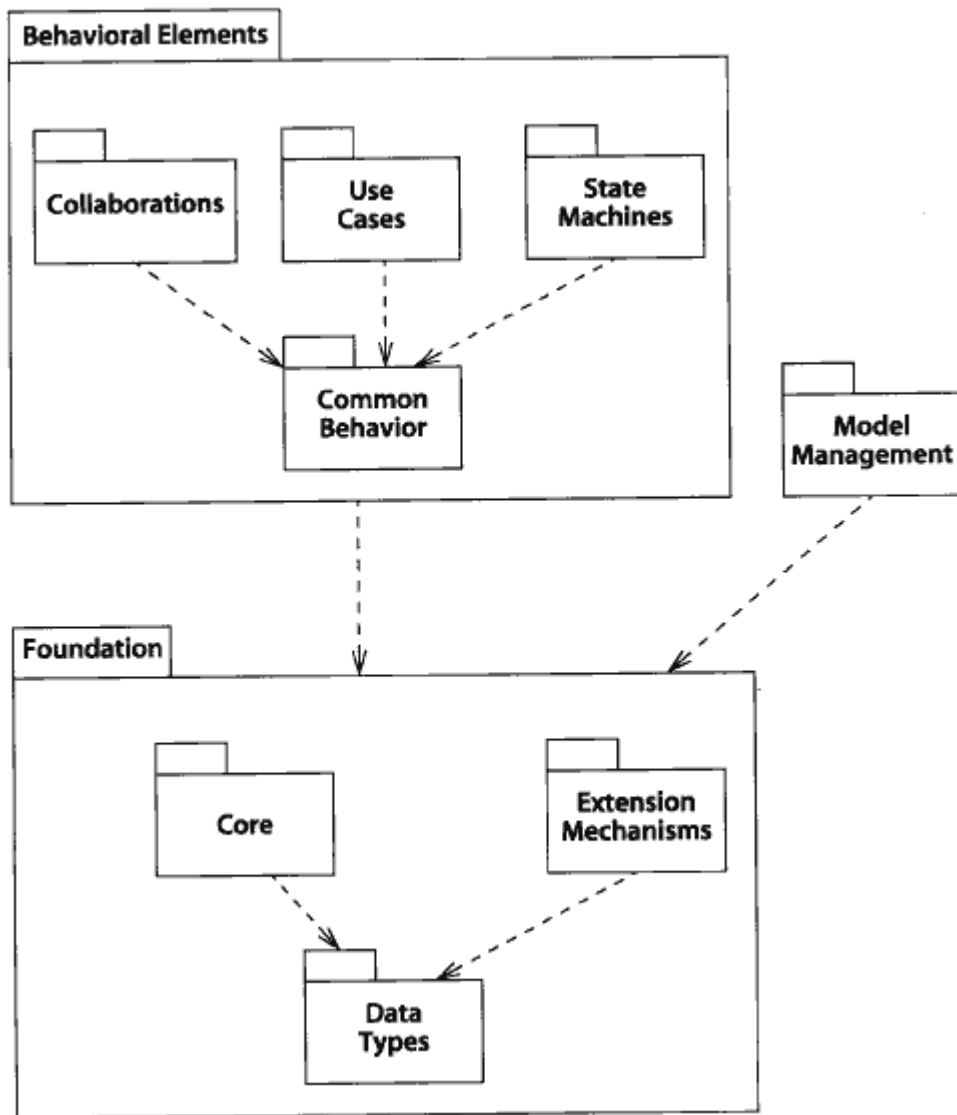 Behavioral Elements
Collaborations
Use
Cases
State
Machines
Common
Behavior
Model
Management
Foundation
Core
Extension
Mechanisms
Data
Types